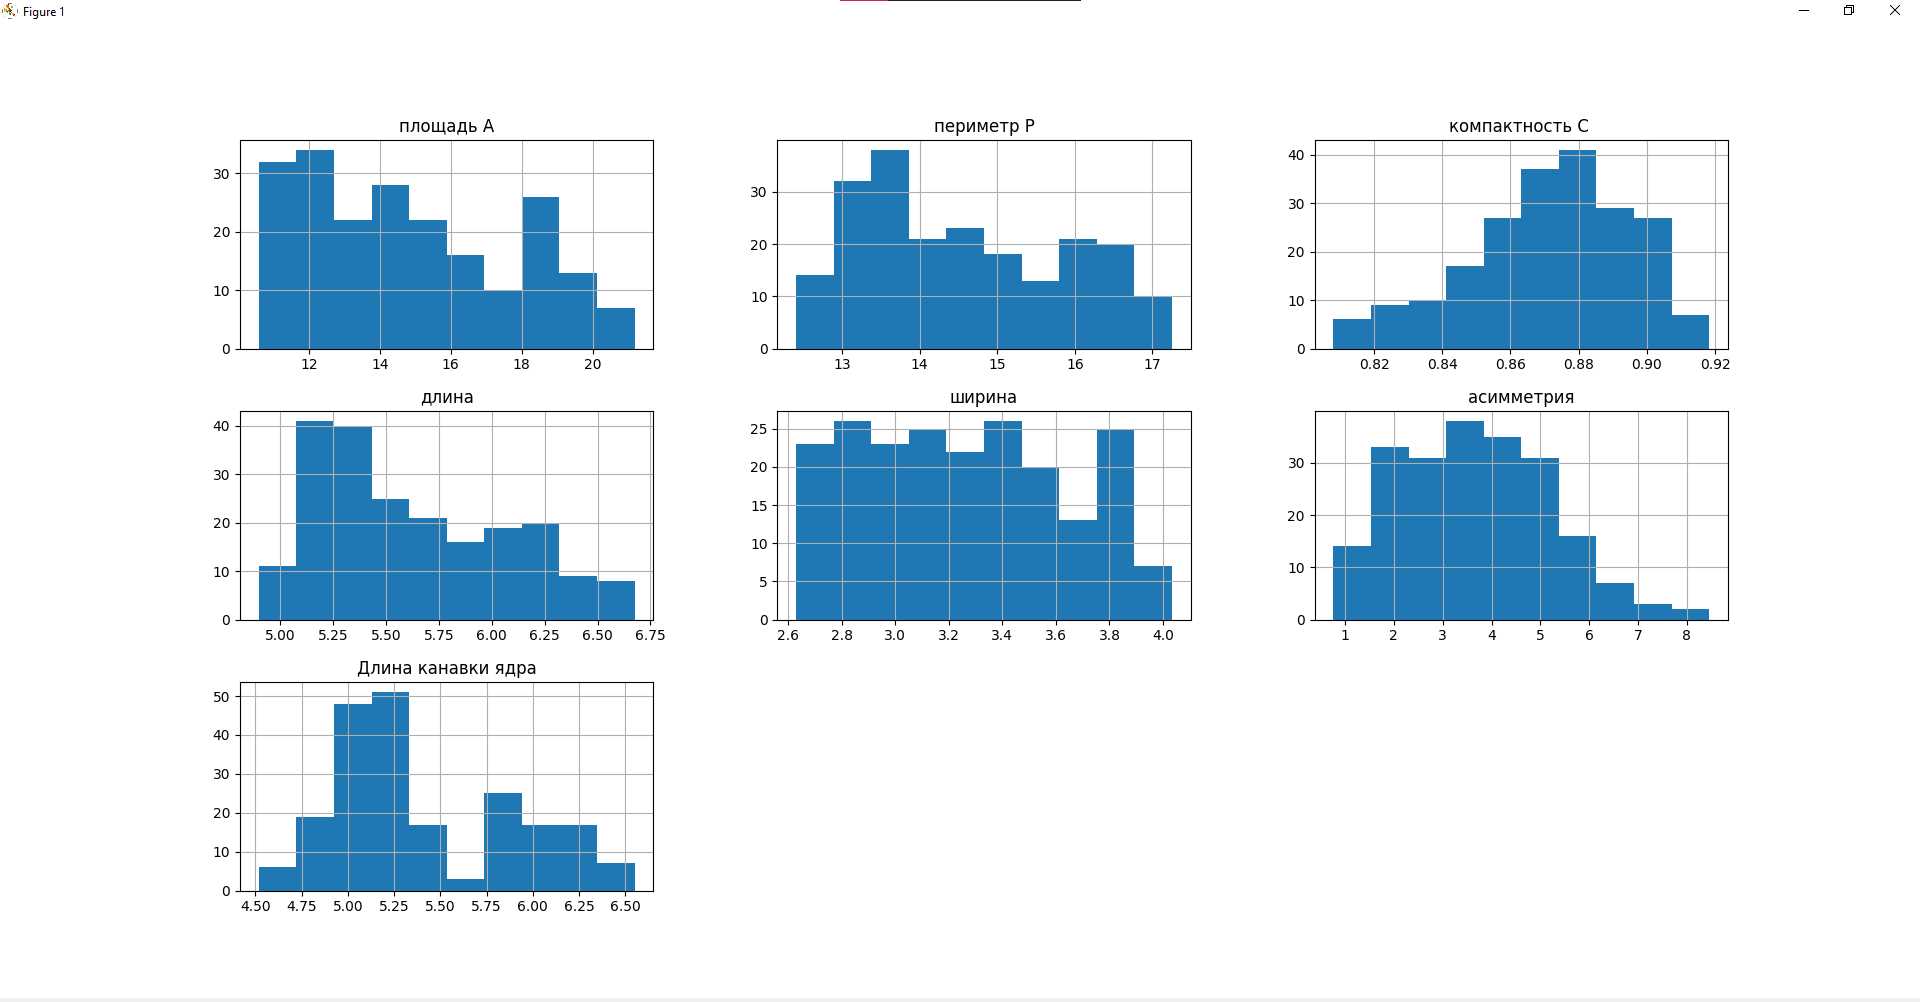 Figure 1
площадь A
30
20
10
0
12 14 16 18 20
периметр P
30
20
10
0
13 14 15 16 17
компактность C
40
30
20
10
0
0.82 0.84 0.86 0.88 0.90 0.92
длина
40
30
20
10
0
5.00 5.25 5.50 5.75 6.00 6.25 6.50 6.75
ширина
25
20
15
10
5
0
2.6 2.8 3.0 3.2 3.4 3.6 3.8 4.0
асимметрия
30
20
10
0
1 2 3 4 5 6 7 8
Длина канавки ядра
50
40
30
20
10
0
4.50 4.75 5.00 5.25 5.50 5.75 6.00 6.25 6.50